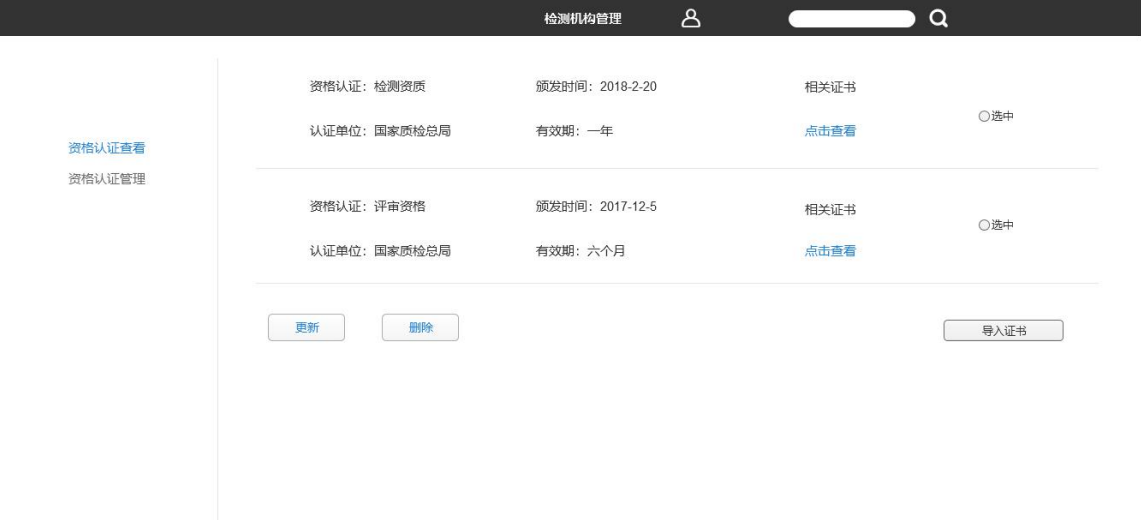 检测机构管理
资格认证查看
资格认证管理
资格认证：检测资质 颁发时间：2018-2-20 相关证书
选中
认证单位：国家质检总局 有效期：一年 点击查看
资格认证：评审资格 颁发时间：2017-12-5 相关证书
选中
认证单位：国家质检总局 有效期：六个月 点击查看
更新 删除 导入证书